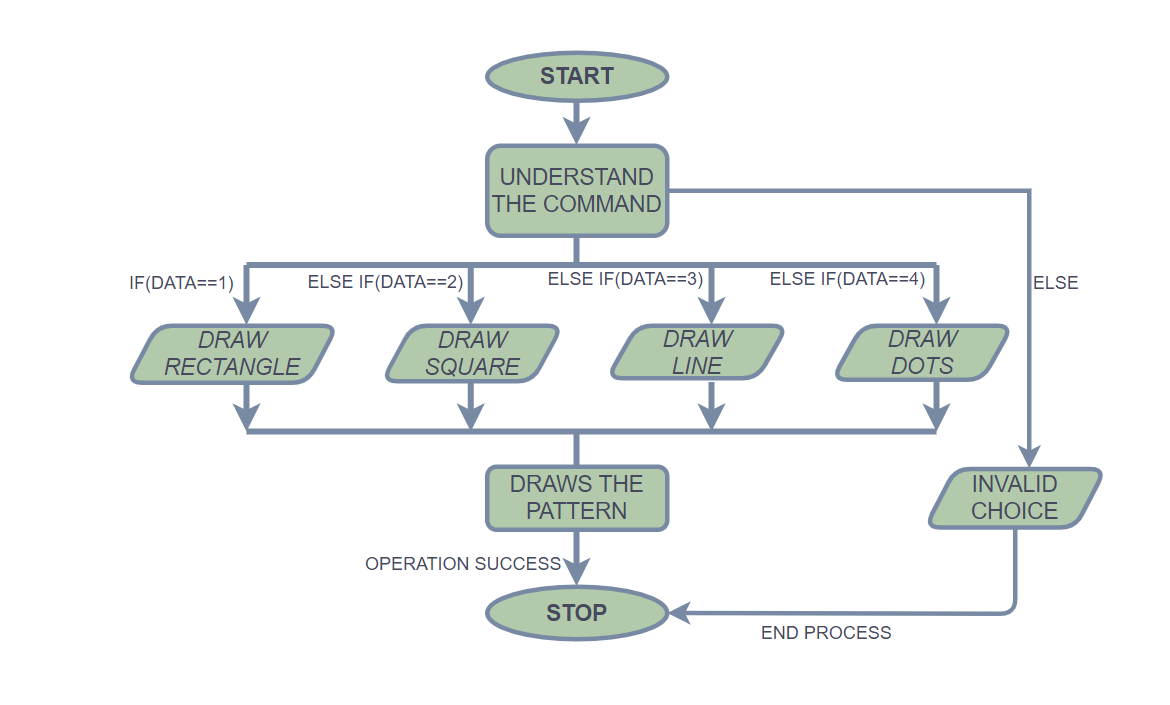 START
UNDERSTAND
THE COMMAND
IF(DATA==1)
ELSE IF(DATA==2)
ELSE IF(DATA==3)
ELSE IF(DATA==4)
ELSE
DRAW
RECTANGLE
DRAW
SQUARE
DRAW
LINE
DRAW
DOTS
DRAWS THE
PATTERN
INVALID
CHOICE
OPERATION SUCCESS
STOP
END PROCESS